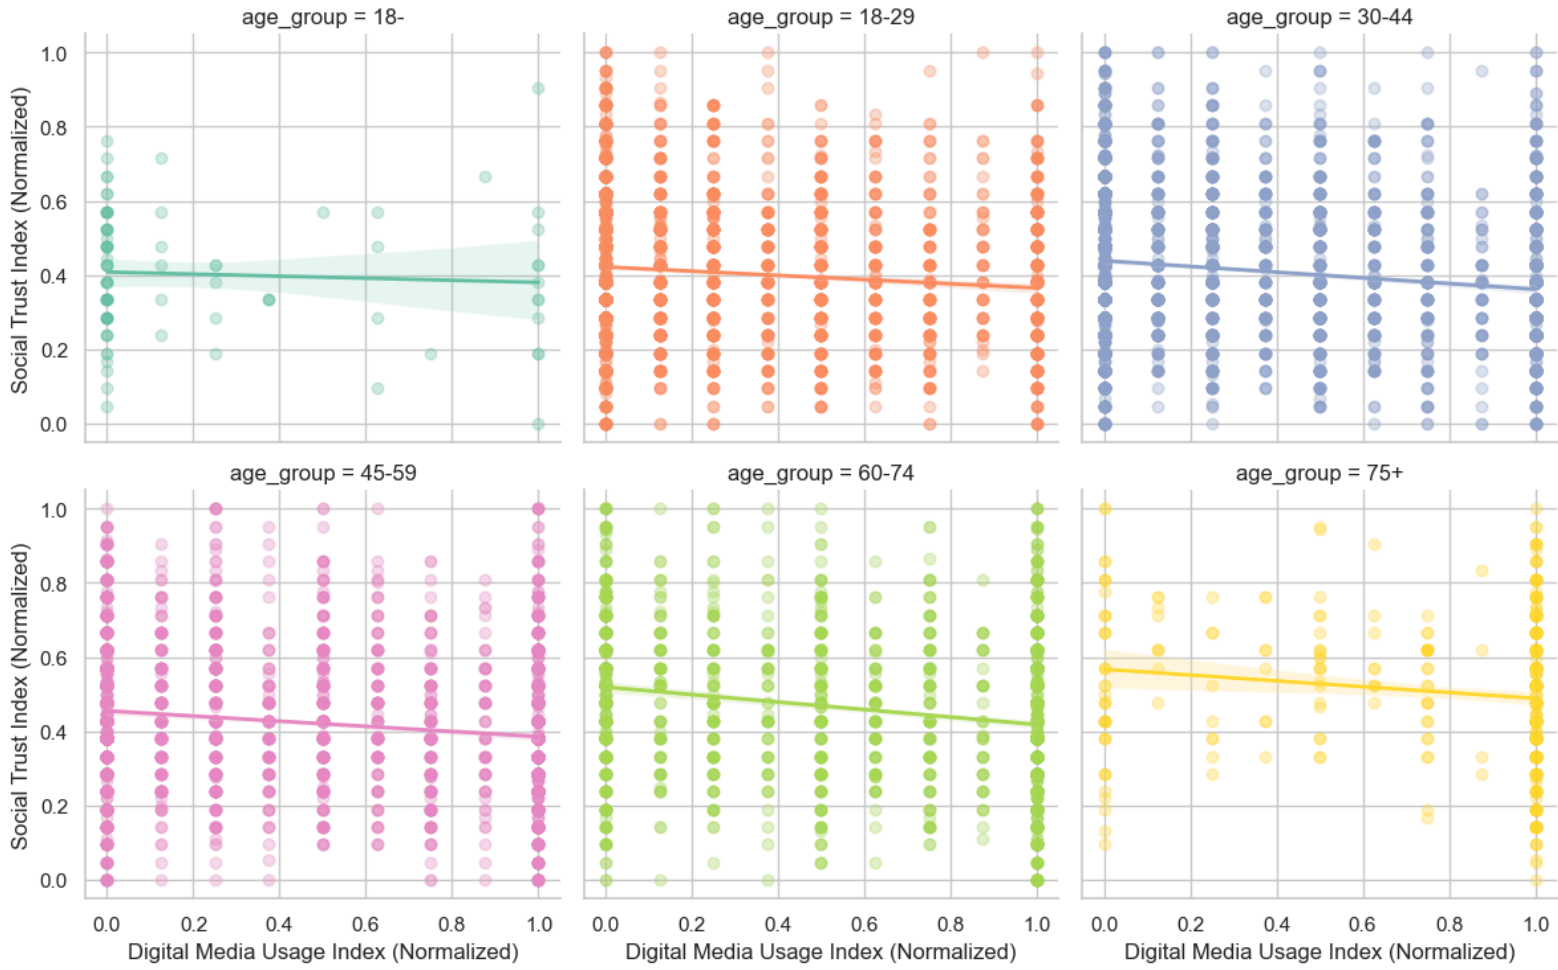 age_group = 18-
age_group = 18-29
age_group = 30-44
Social Trust Index (Normalized)
1.0
0.8
0.6
0.4
0.2
0.0
age_group = 45-59
age_group = 60-74
age_group = 75+
Social Trust Index (Normalized)
1.0
0.8
0.6
0.4
0.2
0.0
0.0 0.2 0.4 0.6 0.8 1.0
0.0 0.2 0.4 0.6 0.8 1.0
0.0 0.2 0.4 0.6 0.8 1.0
Digital Media Usage Index (Normalized)
Digital Media Usage Index (Normalized)
Digital Media Usage Index (Normalized)